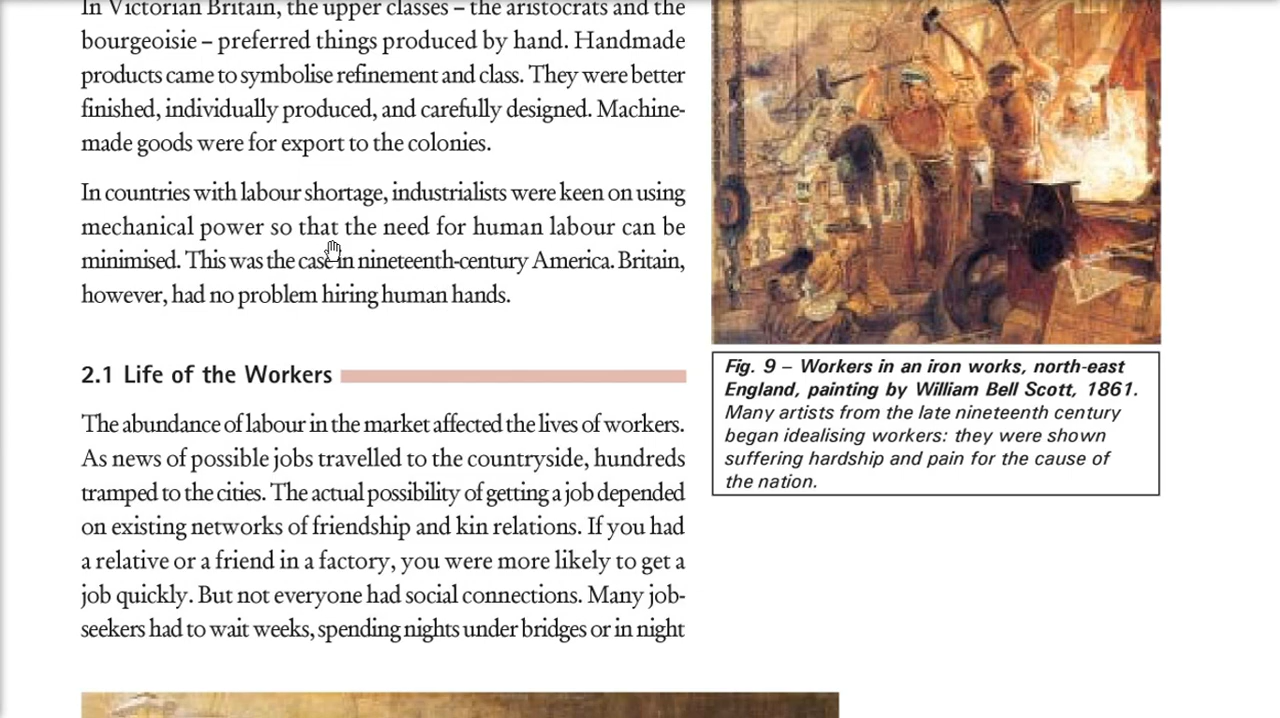 In Victorian Britain, the upper classes – the aristocrats and the
bourgeoisie – preferred things produced by hand. Handmade
products came to symbolise refinement and class. They were better
finished, individually produced, and carefully designed. Machine-
made goods were for export to the colonies.
In countries with labour shortage, industrialists were keen on using
mechanical power so that the need for human labour can be
minimised. This was the case in nineteenth-century America. Britain,
however, had no problem hiring human hands.
2.1 Life of the Workers
The abundance of labour in the market affected the lives of workers.
As news of possible jobs travelled to the countryside, hundreds
tramped to the cities. The actual possibility of getting a job depended
on existing networks of friendship and kin relations. If you had
a relative or a friend in a factory, you were more likely to get a
job quickly. But not everyone had social connections. Many job-
seekers had to wait weeks, spending nights under bridges or in night
Fig. 9 – Workers in an iron works, north-east
England, painting by William Bell Scott, 1861.
Many artists from the late nineteenth century
began idealising workers: they were shown
suffering hardship and pain for the cause of
the nation.